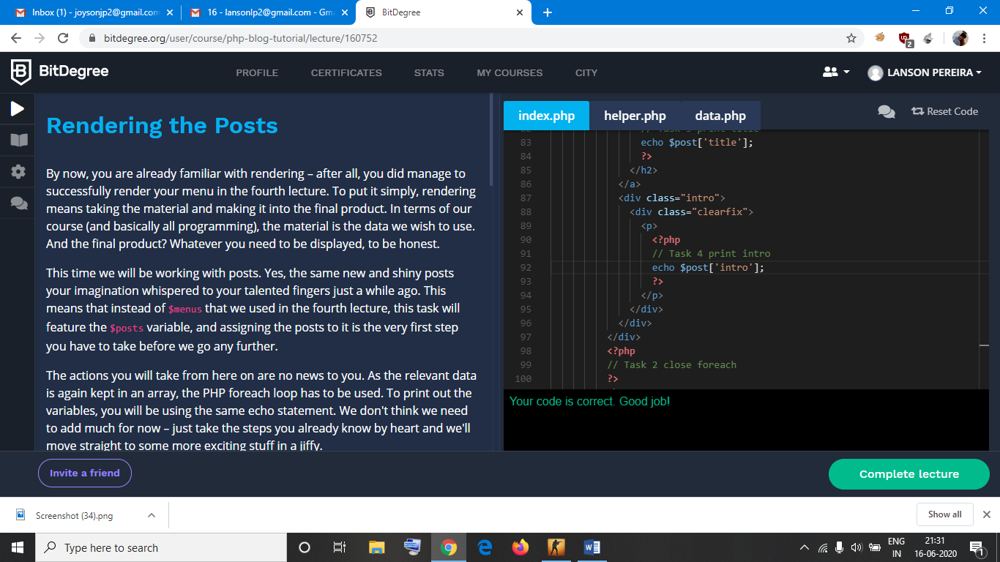 Inbox (1) - joysonjp2@gmail.com
16 - lansonlp2@gmail.com - Gma
BitDegree
bitdegree.org/user/course/php-blog-tutorial/lecture/160752
2
BitDegree
PROFILE
CERTIFICATES
STATS
MY COURSES
CITY
LANSON PEREIRA
Rendering the Posts
By now, you are already familiar with rendering – after all, you did manage to
successfully render your menu in the fourth lecture. To put it simply, rendering
means taking the material and making it into the final product. In terms of our
course (and basically all programming), the material is the data we wish to use.
And the final product? Whatever you need to be displayed, to be honest.
This time we will be working with posts. Yes, the same new and shiny posts
your imagination whispered to your talented fingers just a while ago. This
means that instead of $menus that we used in the fourth lecture, this task will
feature the $posts variable, and assigning the posts to it is the very first step
you have to take before we go any further.
The actions you will take from here on are no news to you. As the relevant data
is again kept in an array, the PHP foreach loop has to be used. To print out the
variables, you will be using the same echo statement. We don't think we need
to add much for now – just take the steps you already know by heart and we'll
move straight to some more exciting stuff in a jiffy.
index.php
helper.php
data.php
Reset Code
82 // Task 3 print title
83 echo $post['title'];
84 ?>
85 </h2>
86 </a>
87 <div class="intro">
88 <div class="clearfix">
89 <p>
90 <?php
91 // Task 4 print intro
92 echo $post['intro'];
93 ?>
94 </p>
95 </div>
96 </div>
97 </div>
98 <?php
99 // Task 2 close foreach
100 ?>
Your code is correct. Good job!
Invite a friend
Complete lecture
Screenshot (34).png
Show all
Type here to search
ENG
IN
21:31
16-06-2020
1